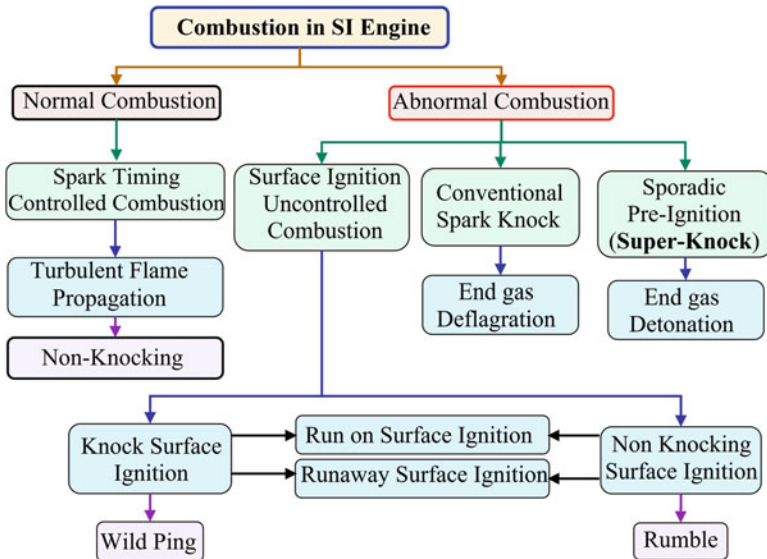 Combustion in SI Engine
Normal Combustion
Abnormal Combustion
Spark Timing
Controlled Combustion
Surface Ignition
Uncontrolled
Combustion
Conventional
Spark Knock
Sporadic
Pre-Ignition
(Super-Knock)
Turbulent Flame
Propagation
End gas
Deflagration
End gas
Detonation
Non-Knocking
Knock Surface
Ignition
Run on Surface Ignition
Runaway Surface Ignition
Non Knocking
Surface Ignition
Wild Ping
Rumble